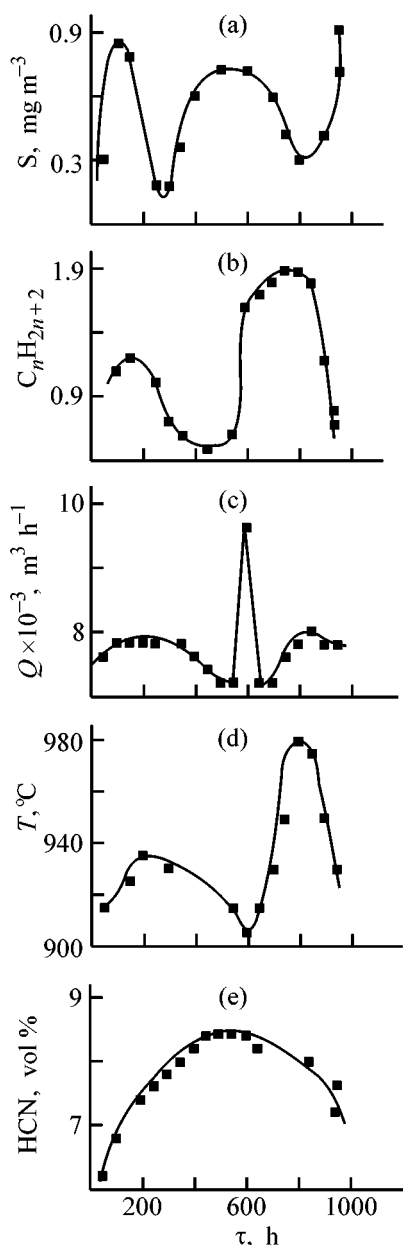 (a)
0.9
0.3
S, mg m⁻³
(b)
1.9
0.9
CₙH₂ₙ₊₂
(c)
10
8
Q×10⁻³, m³ h⁻¹
(d)
980
940
900
T, °C
(e)
9
7
HCN, vol %
200 600 1000
τ, h